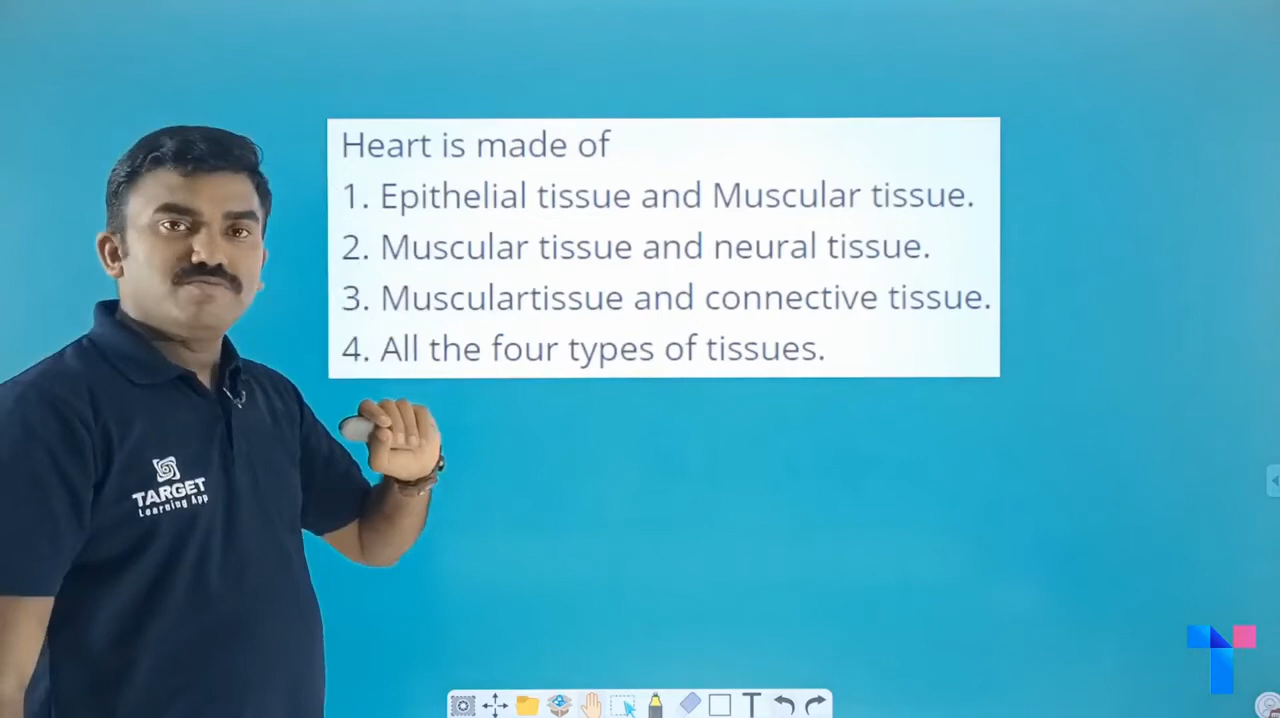 Heart is made of
1. Epithelial tissue and Muscular tissue.
2. Muscular tissue and neural tissue.
3. Musculartissue and connective tissue.
4. All the four types of tissues.
TARGET
Learning App
T